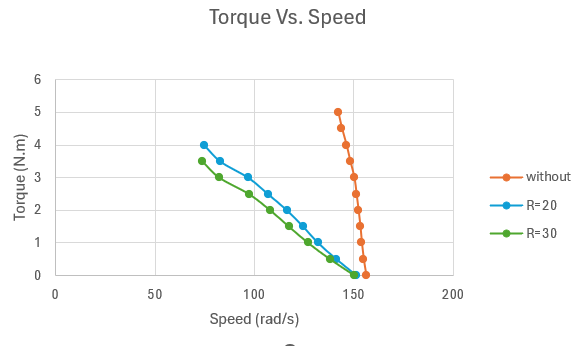 Torque Vs. Speed
Torque (N.m)
6
5
4
3
2
1
0
0 50 100 150 200
Speed (rad/s)
without
R=20
R=30